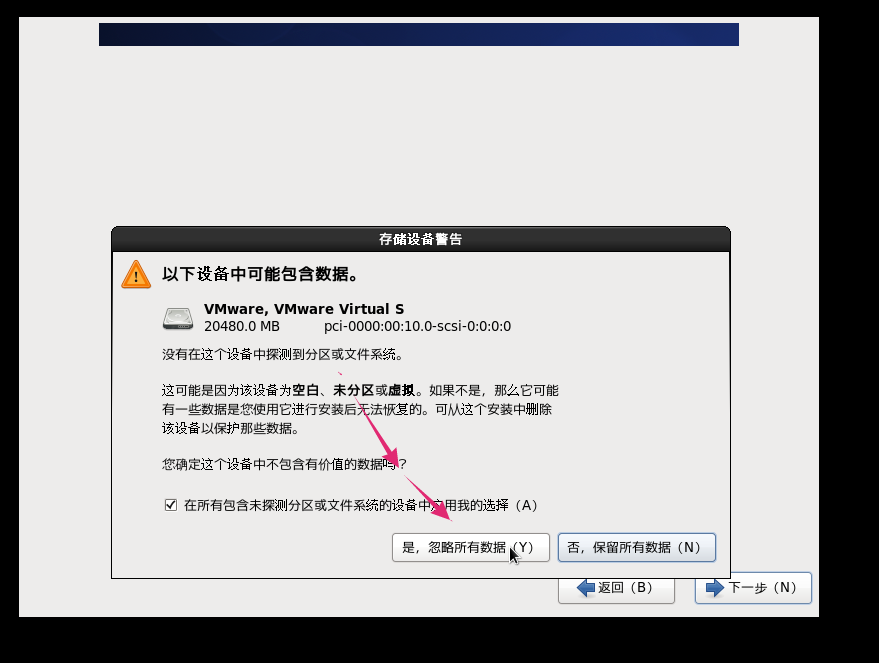 存储设备警告
以下设备中可能包含数据。
VMware, VMware Virtual S
20480.0 MB pci-0000:00:10.0-scsi-0:0:0:0
没有在这个设备中探测到分区或文件系统。
这可能是因为该设备为空白、未分区或虚拟。如果不是，那么它可能
有一些数据是您使用它进行安装后无法恢复的。可从这个安装中删除
该设备以保护那些数据。
您确定这个设备中不包含有价值的数据吗？
在所有包含未探测分区或文件系统的设备中应用我的选择（A）
是，忽略所有数据（Y） 否，保留所有数据（N）
返回（B） 下一步（N）